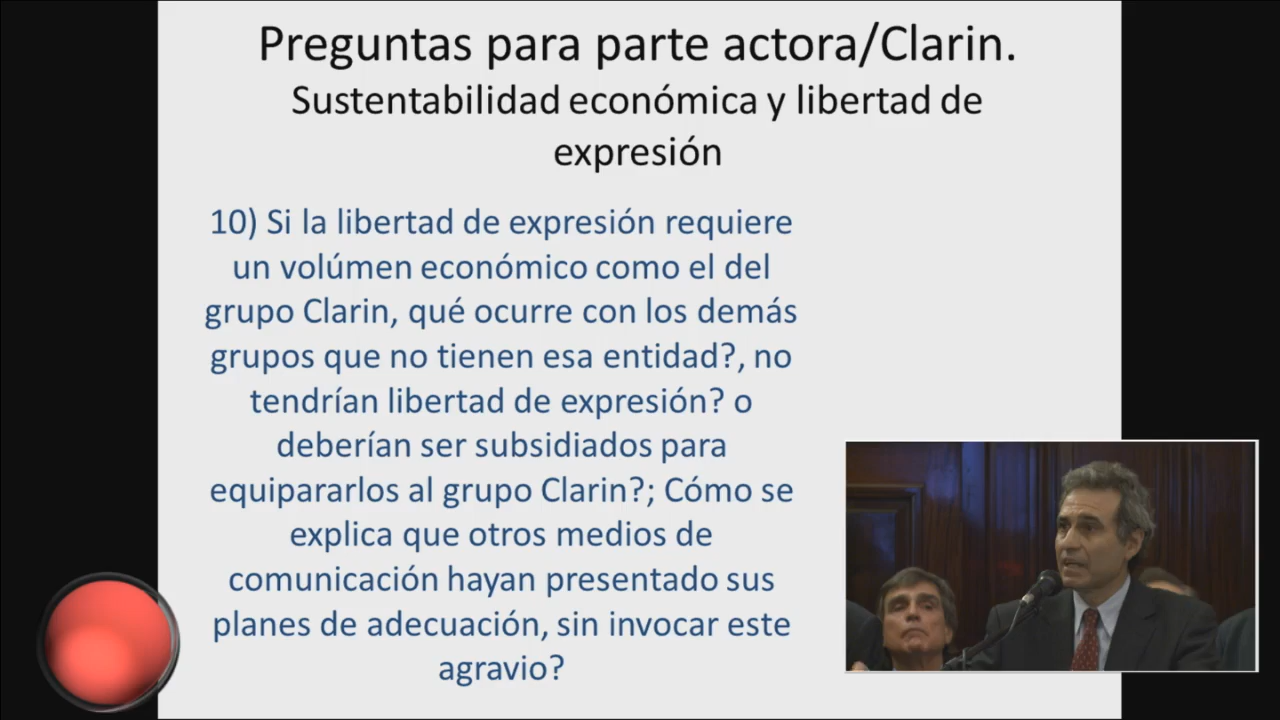 Preguntas para parte actora/Clarin.
Sustentabilidad económica y libertad de
expresión
10) Si la libertad de expresión requiere
un volúmen económico como el del
grupo Clarin, qué ocurre con los demás
grupos que no tienen esa entidad?, no
tendrían libertad de expresión? o
deberían ser subsidiados para
equipararlos al grupo Clarin?; Cómo se
explica que otros medios de
comunicación hayan presentado sus
planes de adecuación, sin invocar este
agravio?